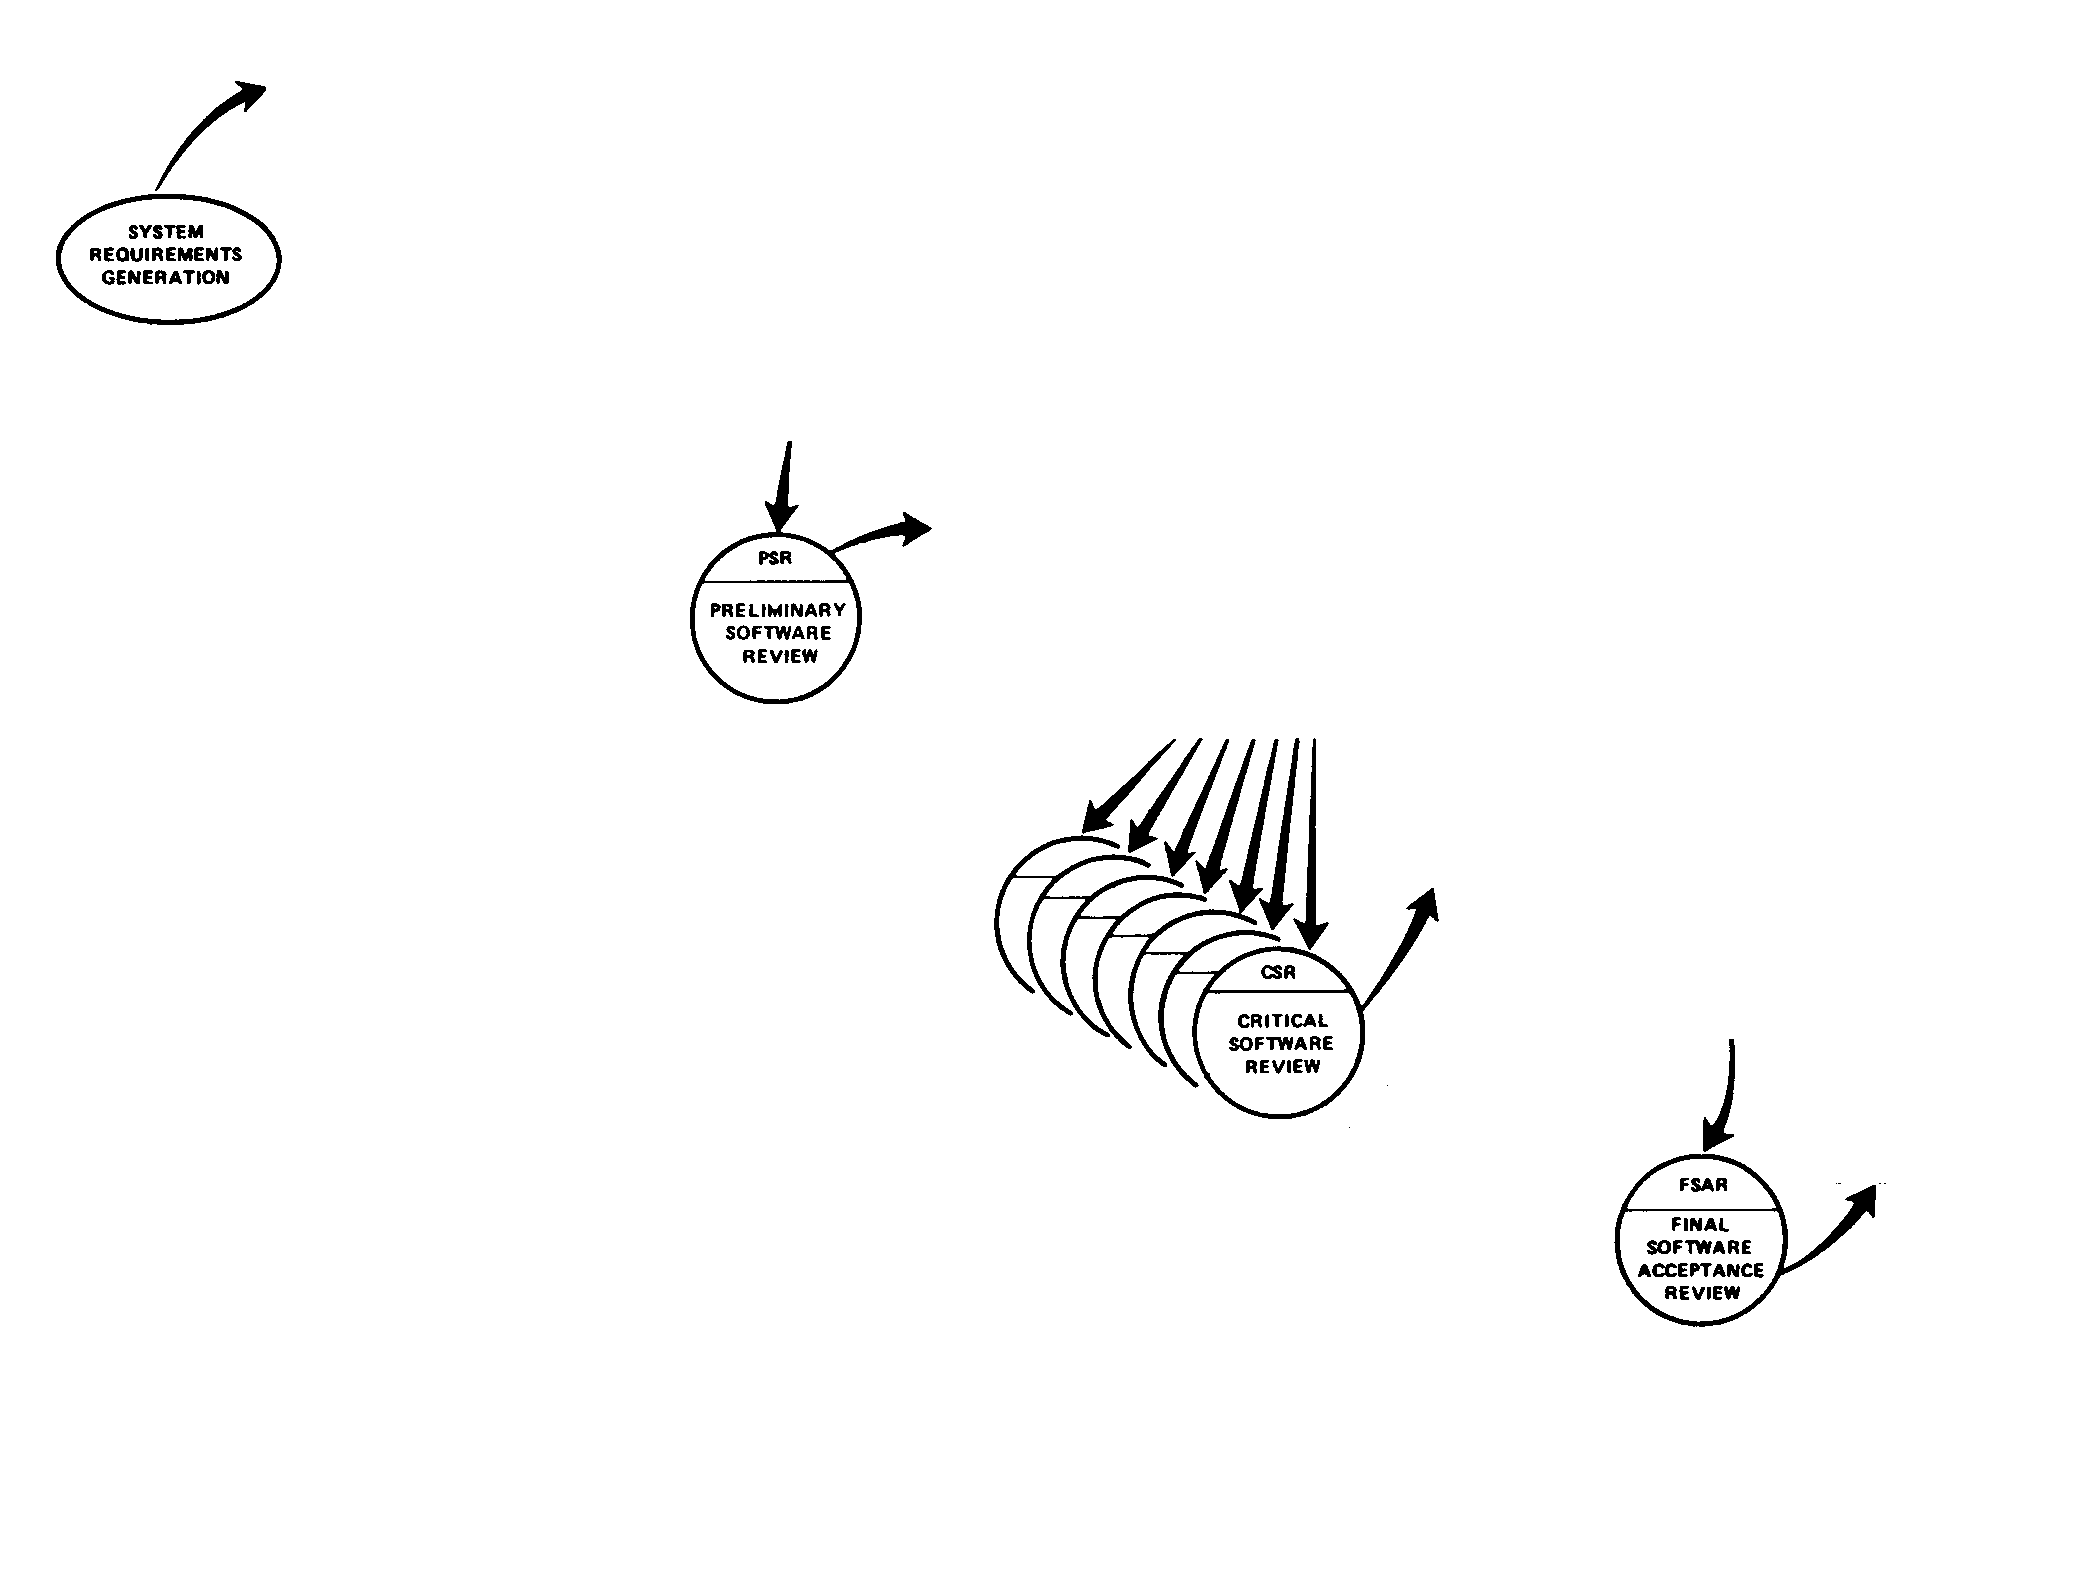 SYSTEM
REQUIREMENTS
GENERATION
PSR
PRELIMINARY
SOFTWARE
REVIEW
CSR
CRITICAL
SOFTWARE
REVIEW
FSAR
FINAL
SOFTWARE
ACCEPTANCE
REVIEW